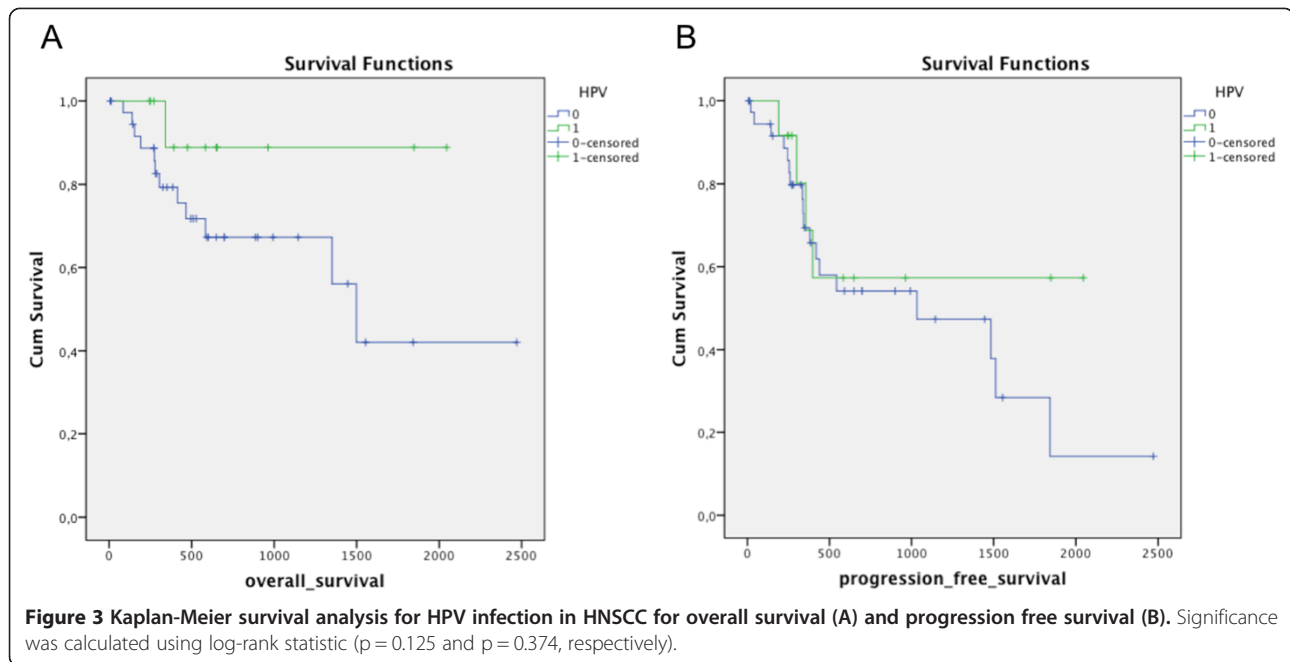 A
Survival Functions
Cum Survival
1,0
0,8
0,6
0,4
0,2
0,0
0 500 1000 1500 2000 2500
overall_survival
HPV
0
1
0-censored
1-censored
B
Survival Functions
Cum Survival
1,0
0,8
0,6
0,4
0,2
0,0
0 500 1000 1500 2000 2500
progression_free_survival
HPV
0
1
0-censored
1-censored
Figure 3 Kaplan-Meier survival analysis for HPV infection in HNSCC for overall survival (A) and progression free survival (B). Significance
was calculated using log-rank statistic (p = 0.125 and p = 0.374, respectively).